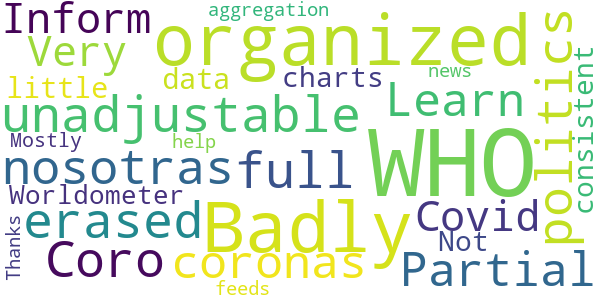 Inform
aggregation
Very
organized
little
data
charts
news
unadjustable
Learn
politics
consistent
Mostly
help
WHO
nosotras
full
Worldometer
erased
Badly
Covid
Not
Thanks
Coro
coronas
Partial
feeds